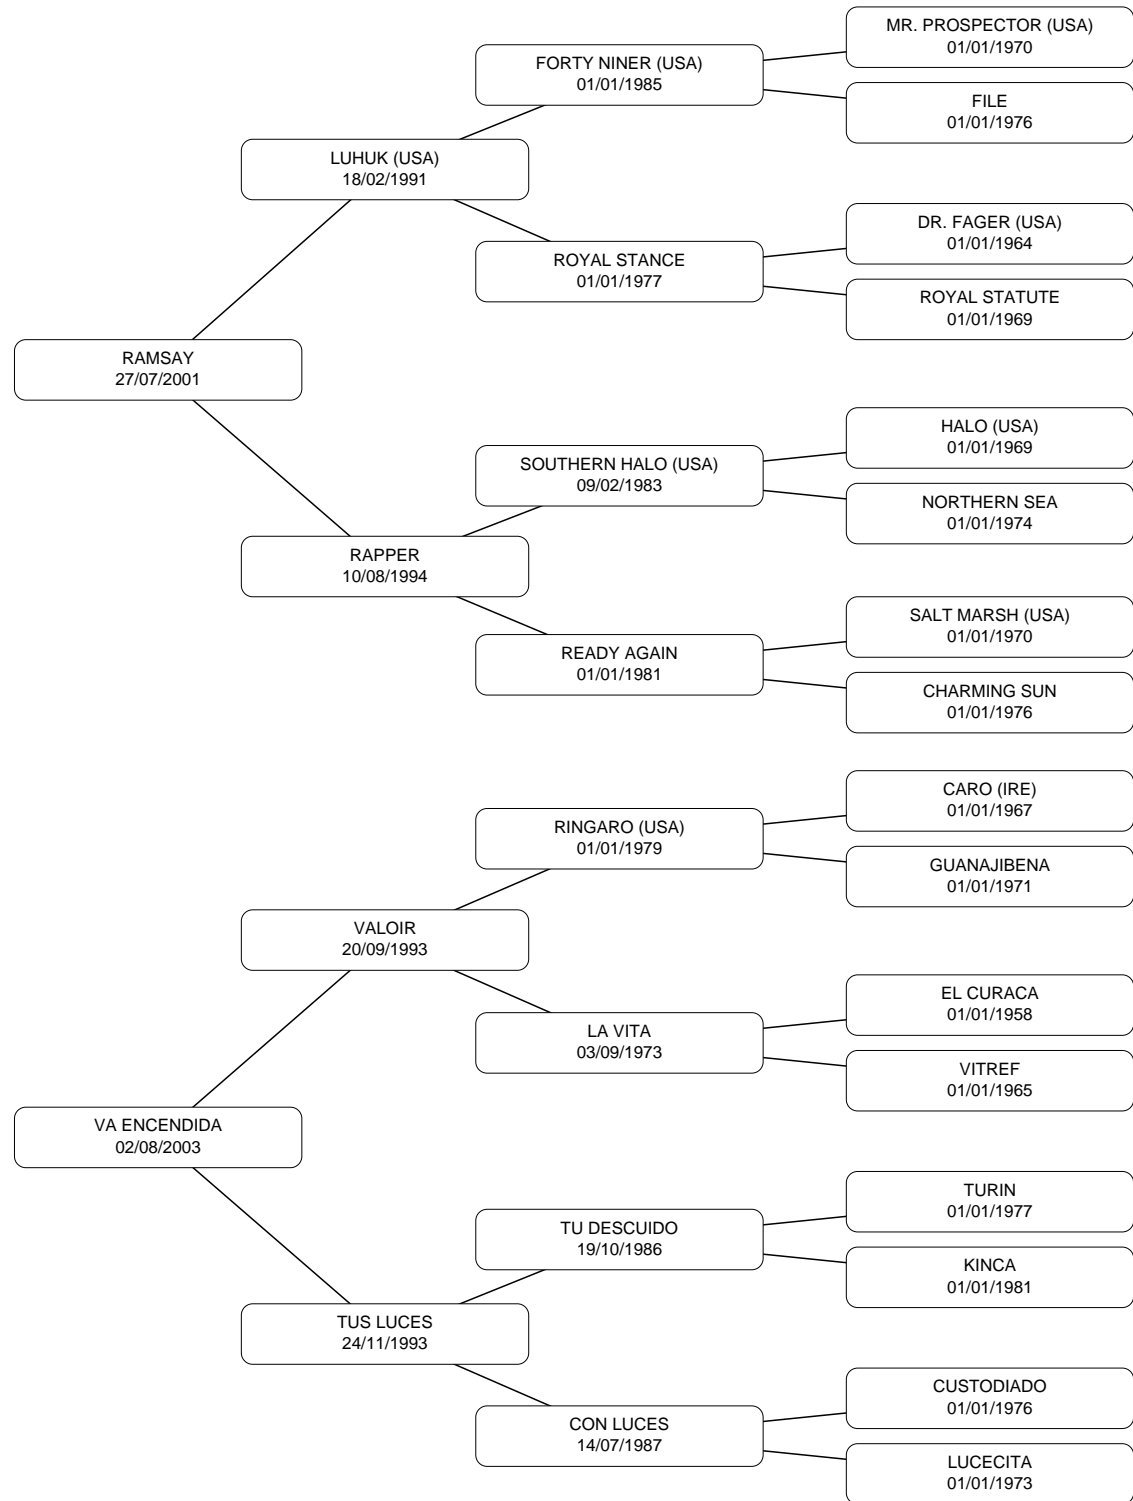 MR. PROSPECTOR (USA)
01/01/1970
FORTY NINER (USA)
01/01/1985
FILE
01/01/1976
LUHUK (USA)
18/02/1991
DR. FAGER (USA)
01/01/1964
ROYAL STANCE
01/01/1977
ROYAL STATUTE
01/01/1969
RAMSAY
27/07/2001
HALO (USA)
01/01/1969
SOUTHERN HALO (USA)
09/02/1983
NORTHERN SEA
01/01/1974
RAPPER
10/08/1994
SALT MARSH (USA)
01/01/1970
READY AGAIN
01/01/1981
CHARMING SUN
01/01/1976
CARO (IRE)
01/01/1967
RINGARO (USA)
01/01/1979
GUANAJIBENA
01/01/1971
VALOIR
20/09/1993
EL CURACA
01/01/1958
LA VITA
03/09/1973
VITREF
01/01/1965
VA ENCENDIDA
02/08/2003
TURIN
01/01/1977
TU DESCUIDO
19/10/1986
KINCA
01/01/1981
TUS LUCES
24/11/1993
CUSTODIADO
01/01/1976
CON LUCES
14/07/1987
LUCECITA
01/01/1973